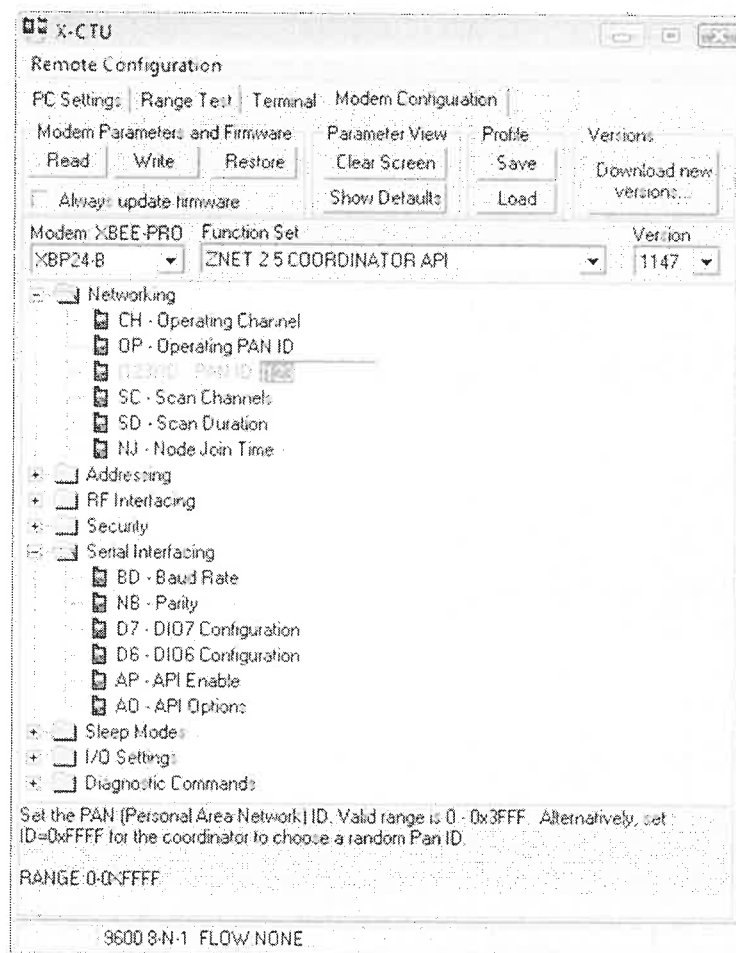 X-CTU
Remote Configuration
PC Settings Range Test Terminal Modem Configuration
Modem Parameters and Firmware Parameter View Profile Versions
Read Write Restore Clear Screen Save Download new versions...
Always update firmware Show Defaults Load
Modem: XBEE-PRO Function Set Version
XBP24-B ZNET 2.5 COORDINATOR API 1147
Networking
CH - Operating Channel
OP - Operating PAN ID
(123) ID - PAN ID 123
SC - Scan Channels
SD - Scan Duration
NJ - Node Join Time
Addressing
RF Interfacing
Security
Serial Interfacing
BD - Baud Rate
NB - Parity
D7 - DIO7 Configuration
D6 - DIO6 Configuration
AP - API Enable
AO - API Options
Sleep Modes
I/O Settings
Diagnostic Commands
Set the PAN (Personal Area Network) ID. Valid range is 0 - 0x3FFF. Alternatively, set
ID=0xFFFF for the coordinator to choose a random Pan ID.
RANGE:0-0xFFFF
9600 8-N-1 FLOW:NONE